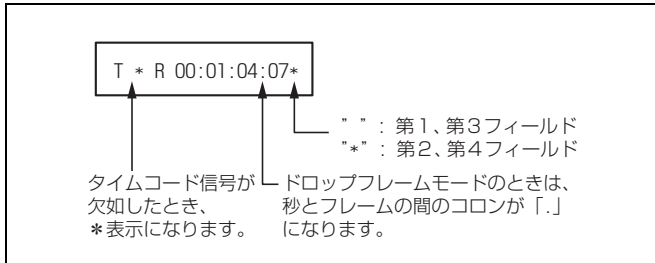 T * R 00:01:04:07*
" " : 第1、第3フィールド
"*" : 第2、第4フィールド
タイムコード信号が
欠如したとき、
*表示になります。
ドロップフレームモードのときは、
秒とフレームの間のコロンが「.」
になります。